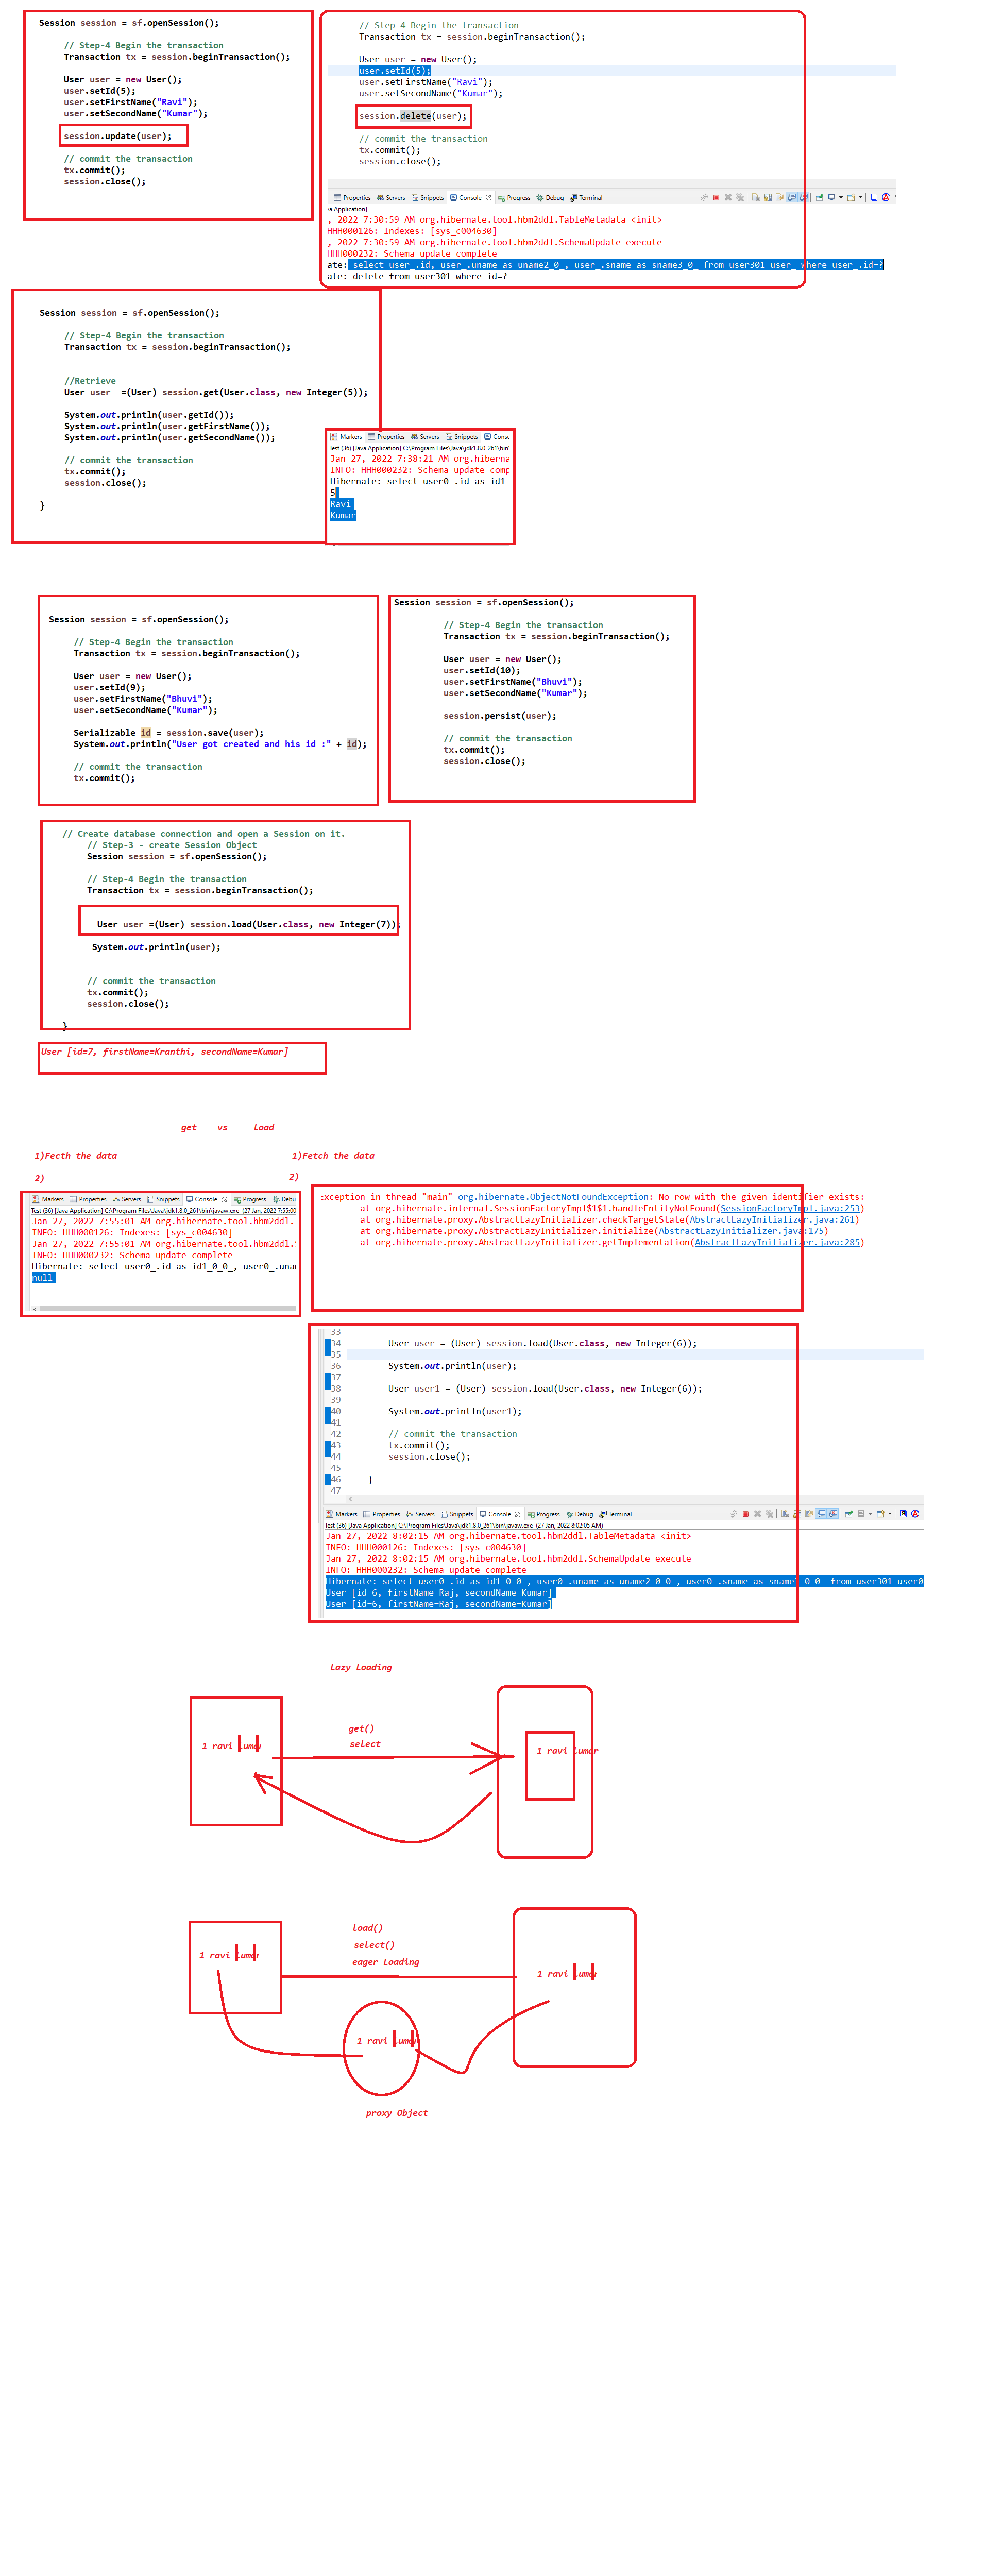 Session session = sf.openSession();
// Step-4 Begin the transaction
Transaction tx = session.beginTransaction();
User user = new User();
user.setId(5);
user.setFirstName("Ravi");
user.setSecondName("Kumar");
session.update(user);
// commit the transaction
tx.commit();
session.close();
// Step-4 Begin the transaction
Transaction tx = session.beginTransaction();
User user = new User();
user.setId(5);
user.setFirstName("Ravi");
user.setSecondName("Kumar");
session.delete(user);
// commit the transaction
tx.commit();
session.close();
Properties Servers Snippets Console Progress Debug Terminal
va Application]
, 2022 7:30:59 AM org.hibernate.tool.hbm2ddl.TableMetadata <init>
HHH000126: Indexes: [sys_c004630]
, 2022 7:30:59 AM org.hibernate.tool.hbm2ddl.SchemaUpdate execute
HHH000232: Schema update complete
ate: select user_.id, user_.uname as uname2_0_, user_.sname as sname3_0_ from user301 user_ where user_.id=?
ate: delete from user301 where id=?
Session session = sf.openSession();
// Step-4 Begin the transaction
Transaction tx = session.beginTransaction();
//Retrieve
User user =(User) session.get(User.class, new Integer(5));
System.out.println(user.getId());
System.out.println(user.getFirstName());
System.out.println(user.getSecondName());
// commit the transaction
tx.commit();
session.close();
}
Markers Properties Servers Snippets Consc
Test (36) [Java Application] C:\Program Files\Java\jdk1.8.0_261\bin\
Jan 27, 2022 7:38:21 AM org.hiberna
INFO: HHH000232: Schema update comp
Hibernate: select user0_.id as id1_
5
Ravi
Kumar
Session session = sf.openSession();
// Step-4 Begin the transaction
Transaction tx = session.beginTransaction();
User user = new User();
user.setId(9);
user.setFirstName("Bhuvi");
user.setSecondName("Kumar");
Serializable id = session.save(user);
System.out.println("User got created and his id :" + id);
// commit the transaction
tx.commit();
Session session = sf.openSession();
// Step-4 Begin the transaction
Transaction tx = session.beginTransaction();
User user = new User();
user.setId(10);
user.setFirstName("Bhuvi");
user.setSecondName("Kumar");
session.persist(user);
// commit the transaction
tx.commit();
session.close();
// Create database connection and open a Session on it.
// Step-3 - create Session Object
Session session = sf.openSession();
// Step-4 Begin the transaction
Transaction tx = session.beginTransaction();
User user =(User) session.load(User.class, new Integer(7));
System.out.println(user);
// commit the transaction
tx.commit();
session.close();
}
User [id=7, firstName=Kranthi, secondName=Kumar]
get vs load
1)Fecth the data 1)Fetch the data
2) 2)
Markers Properties Servers Snippets Console Progress Debu
Test (36) [Java Application] C:\Program Files\Java\jdk1.8.0_261\bin\javaw.exe (27 Jan, 2022 7:55:00
Jan 27, 2022 7:55:01 AM org.hibernate.tool.hbm2ddl.
INFO: HHH000126: Indexes: [sys_c004630]
Jan 27, 2022 7:55:01 AM org.hibernate.tool.hbm2ddl.S
INFO: HHH000232: Schema update complete
Hibernate: select user0_.id as id1_0_0_, user0_.unam
null
Exception in thread "main" org.hibernate.ObjectNotFoundException: No row with the given identifier exists:
at org.hibernate.internal.SessionFactoryImpl$1$1.handleEntityNotFound(SessionFactoryImpl.java:253)
at org.hibernate.proxy.AbstractLazyInitializer.checkTargetState(AbstractLazyInitializer.java:261)
at org.hibernate.proxy.AbstractLazyInitializer.initialize(AbstractLazyInitializer.java:175)
at org.hibernate.proxy.AbstractLazyInitializer.getImplementation(AbstractLazyInitializer.java:285)
33
34 User user = (User) session.load(User.class, new Integer(6));
35
36 System.out.println(user);
37
38 User user1 = (User) session.load(User.class, new Integer(6));
39
40 System.out.println(user1);
41
42 // commit the transaction
43 tx.commit();
44 session.close();
45
46 }
47
Markers Properties Servers Snippets Console Progress Debug Terminal
Test (36) [Java Application] C:\Program Files\Java\jdk1.8.0_261\bin\javaw.exe (27 Jan, 2022 8:02:05 AM)
Jan 27, 2022 8:02:15 AM org.hibernate.tool.hbm2ddl.TableMetadata <init>
INFO: HHH000126: Indexes: [sys_c004630]
Jan 27, 2022 8:02:15 AM org.hibernate.tool.hbm2ddl.SchemaUpdate execute
INFO: HHH000232: Schema update complete
Hibernate: select user0_.id as id1_0_0_, user0_.uname as uname2_0_0_, user0_.sname as sname3_0_0_ from user301 user0
User [id=6, firstName=Raj, secondName=Kumar]
User [id=6, firstName=Raj, secondName=Kumar]
Lazy Loading
get()
select
1 ravi
1 ravi
load()
select()
eager Loading
1 ravi
1 ravi
1 ravi
proxy Object